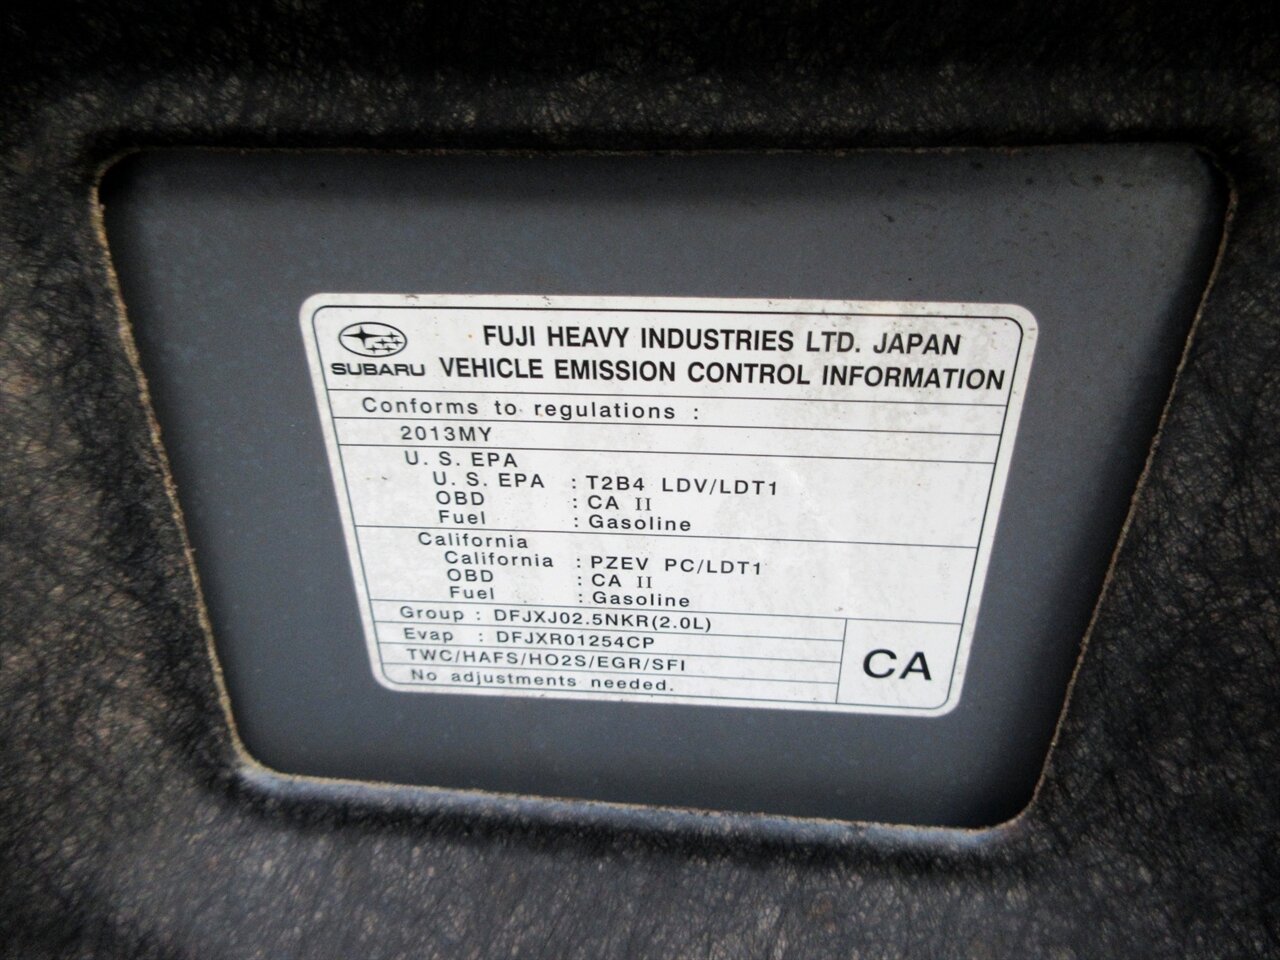 FUJI HEAVY INDUSTRIES LTD. JAPAN
SUBARU VEHICLE EMISSION CONTROL INFORMATION
Conforms to regulations :
2013MY
U. S. EPA
U. S. EPA : T2B4 LDV/LDT1
OBD : CA II
Fuel : Gasoline
California
California : PZEV PC/LDT1
OBD : CA II
Fuel : Gasoline
Group : DFJXJ02.5NKR(2.0L)
Evap : DFJXR01254CP
TWC/HAFS/HO2S/EGR/SFI
No adjustments needed.
CA